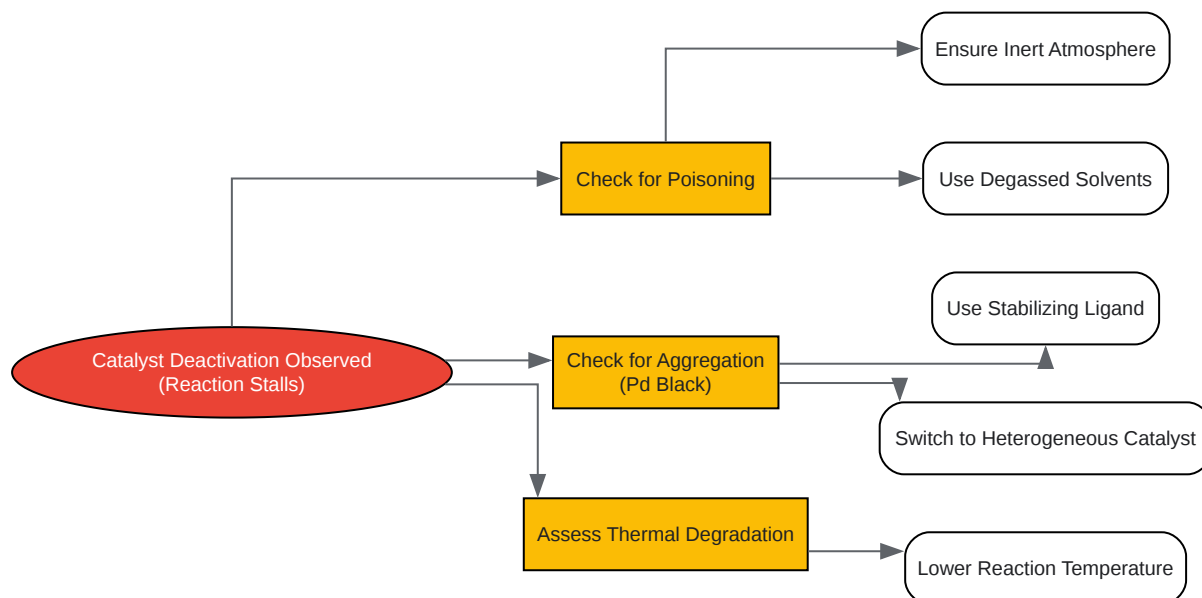 Ensure Inert Atmosphere
Check for Poisoning
Use Degassed Solvents
Use Stabilizing Ligand
Catalyst Deactivation Observed
(Reaction Stalls)
Check for Aggregation
(Pd Black)
Switch to Heterogeneous Catalyst
Assess Thermal Degradation
Lower Reaction Temperature